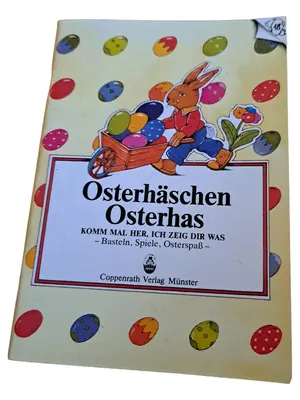 Osterhäschen
Osterhas
KOMM MAL HER, ICH ZEIG DIR WAS
– Basteln, Spiele, Osterspaß –
Coppenrath Verlag Münster